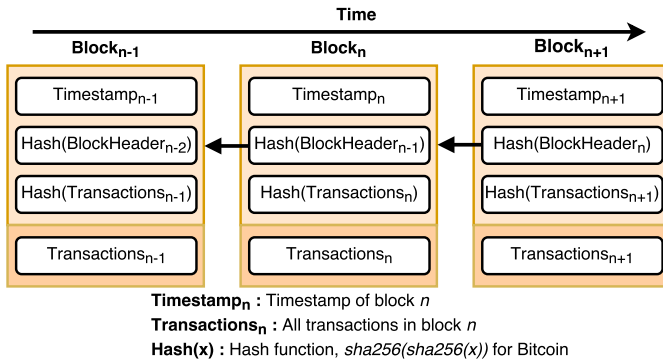 Time
Block_n-1 Block_n Block_n+1
Timestamp_n-1 Timestamp_n Timestamp_n+1
Hash(BlockHeader_n-2) Hash(BlockHeader_n-1) Hash(BlockHeader_n)
Hash(Transactions_n-1) Hash(Transactions_n) Hash(Transactions_n+1)
Transactions_n-1 Transactions_n Transactions_n+1
Timestamp_n : Timestamp of block n
Transactions_n : All transactions in block n
Hash(x) : Hash function, sha256(sha256(x)) for Bitcoin